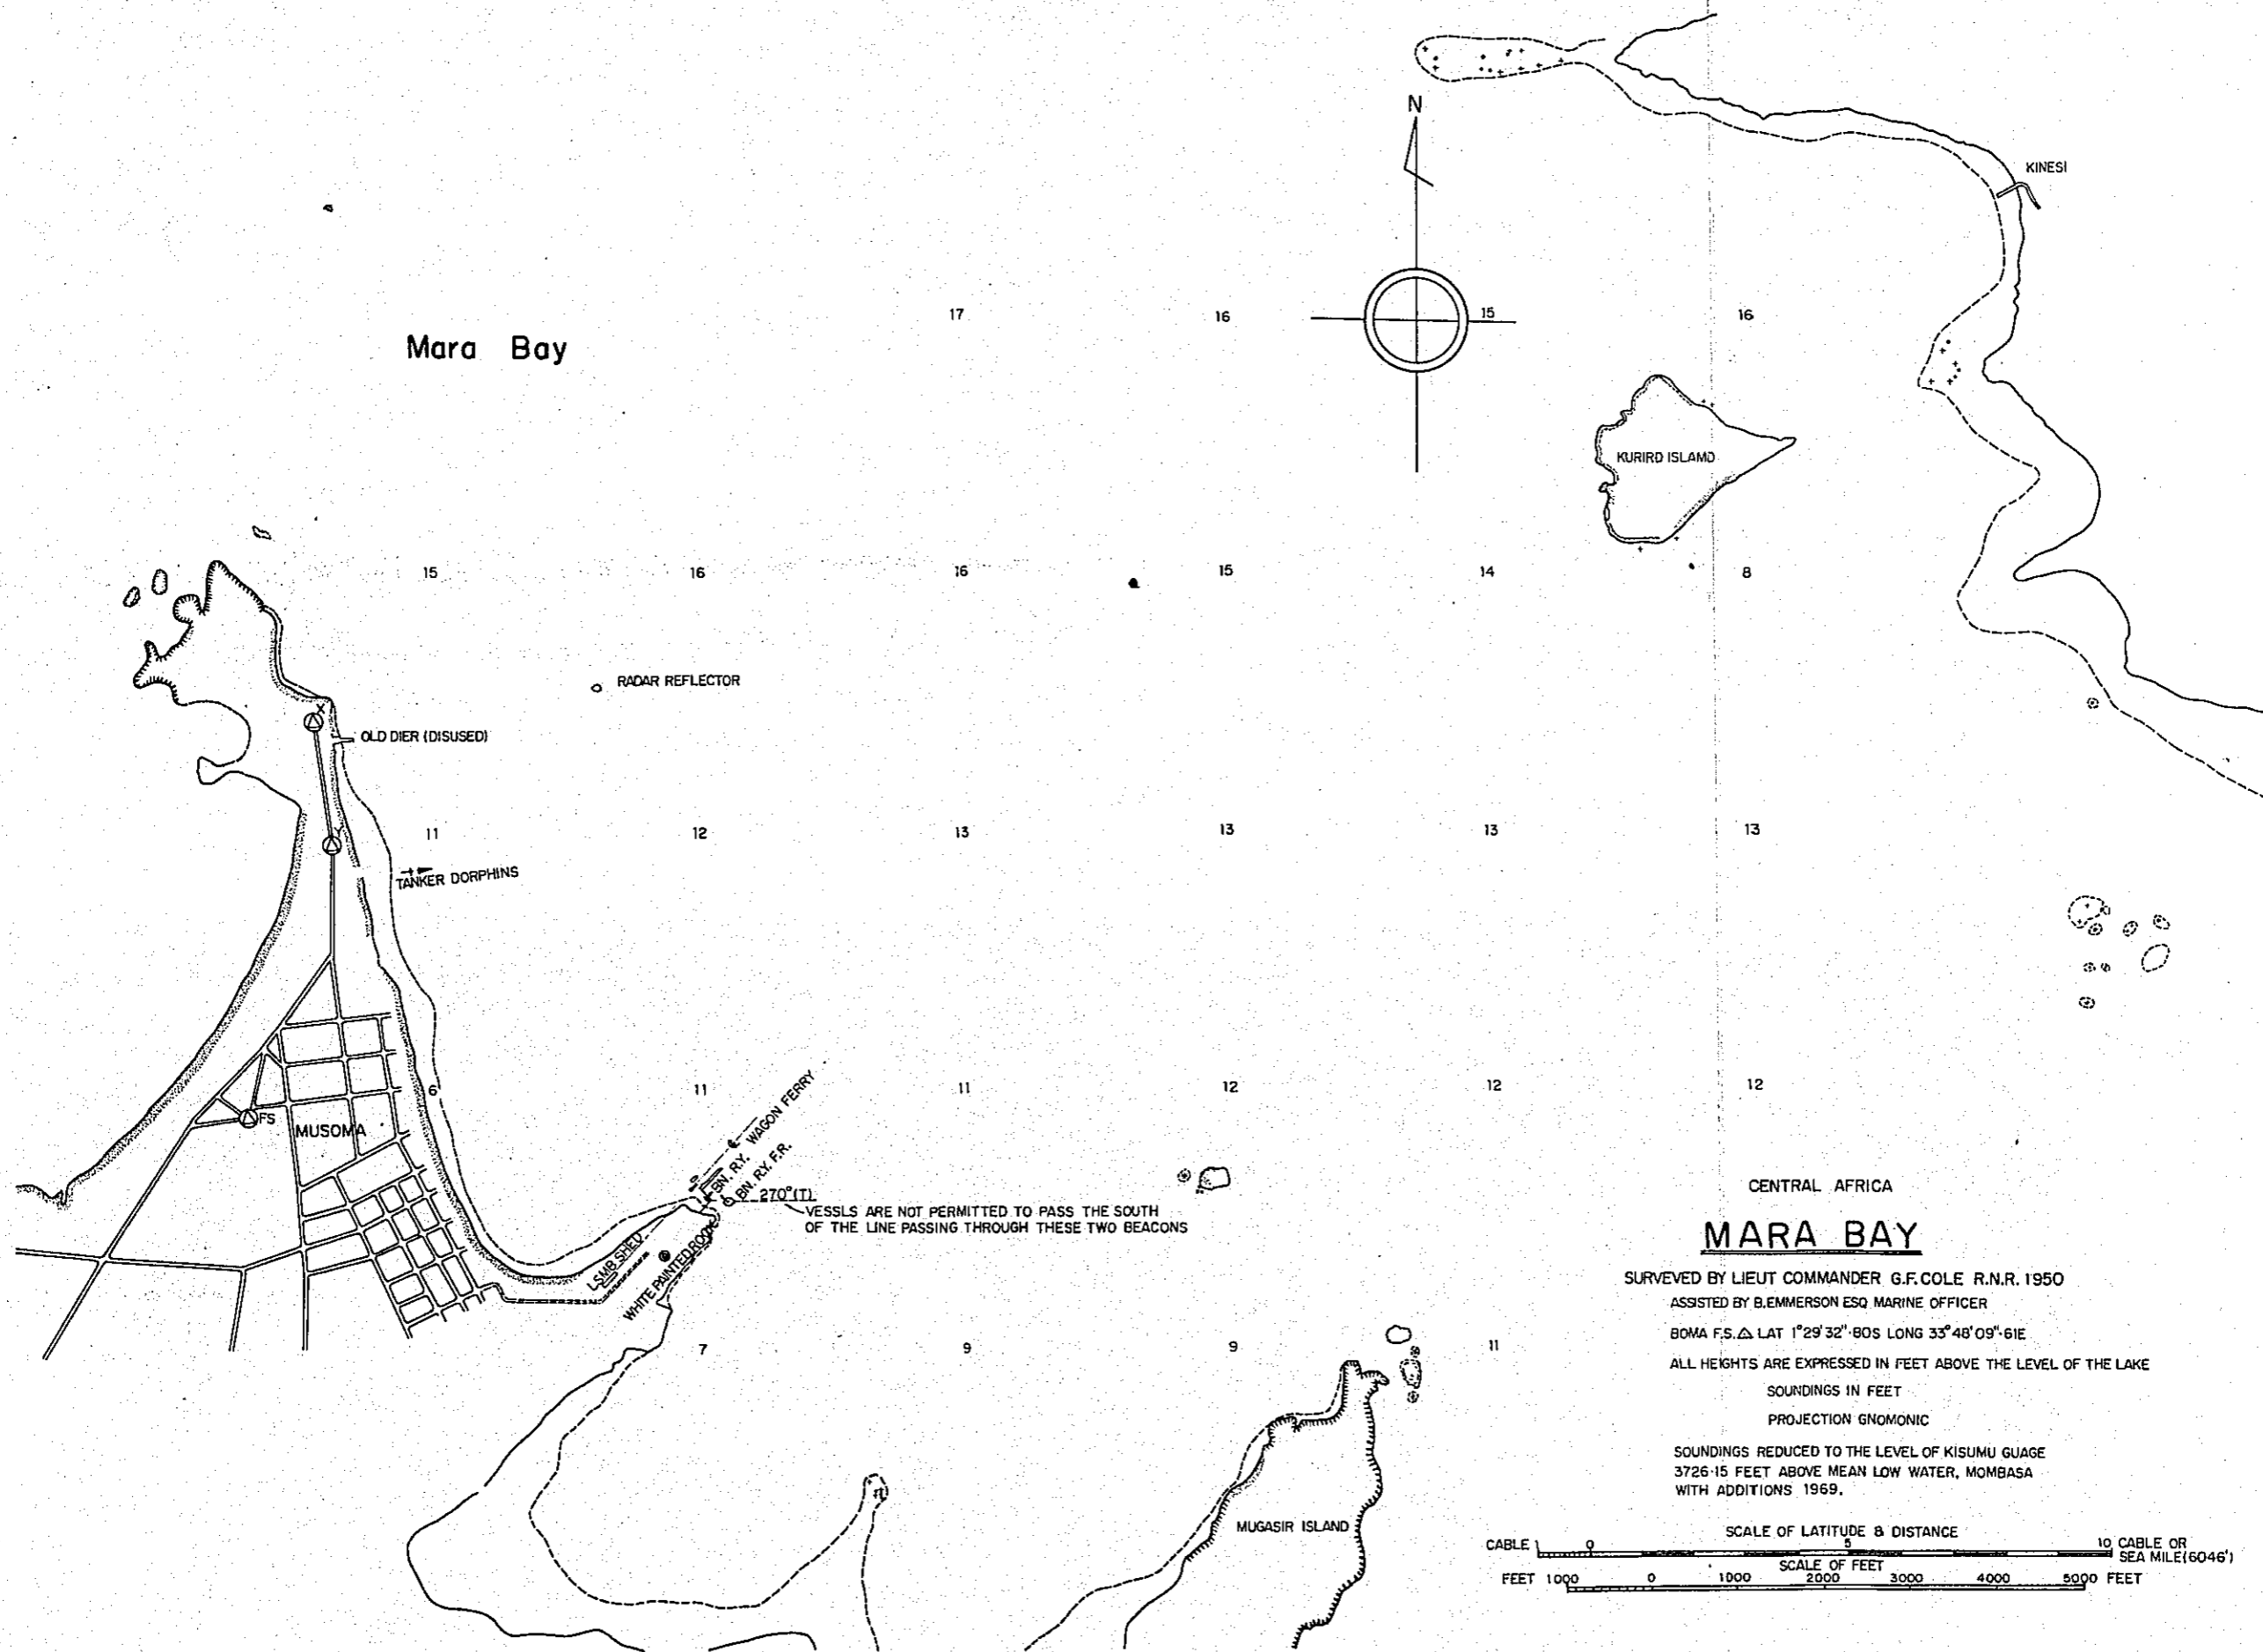 N
KINESI
17
16
15
16
Mara Bay
KURIRD ISLAMD
15
16
16
15
14
8
RADAR REFLECTOR
X
OLD DIER (DISUSED)
11
12
13
13
13
13
Y
TANKER DORPHINS
6
11
11
12
12
12
FS
MUSOMA
WAGON FERRY
BN. R.Y.
BN. R.Y. F.R.
270°(T)
VESSLS ARE NOT PERMITTED TO PASS THE SOUTH
OF THE LINE PASSING THROUGH THESE TWO BEACONS
LSMB SHED
WHITE PAINTED ROCK
7
9
9
11
MUGASIR ISLAND
CENTRAL AFRICA
MARA BAY
SURVEVED BY LIEUT COMMANDER G.F.COLE R.N.R. 1950
ASSISTED BY B.EMMERSON ESQ MARINE OFFICER
BOMA F.S.△ LAT 1°29'32"·80S LONG 33°48'09"·61E
ALL HEIGHTS ARE EXPRESSED IN FEET ABOVE THE LEVEL OF THE LAKE
SOUNDINGS IN FEET
PROJECTION GNOMONIC
SOUNDINGS REDUCED TO THE LEVEL OF KISUMU GUAGE
3726·15 FEET ABOVE MEAN LOW WATER, MOMBASA
WITH ADDITIONS 1969.
SCALE OF LATITUDE & DISTANCE
CABLE 1 0 5 10 CABLE OR
SEA MILE(6046')
SCALE OF FEET
FEET 1000 0 1000 2000 3000 4000 5000 FEET